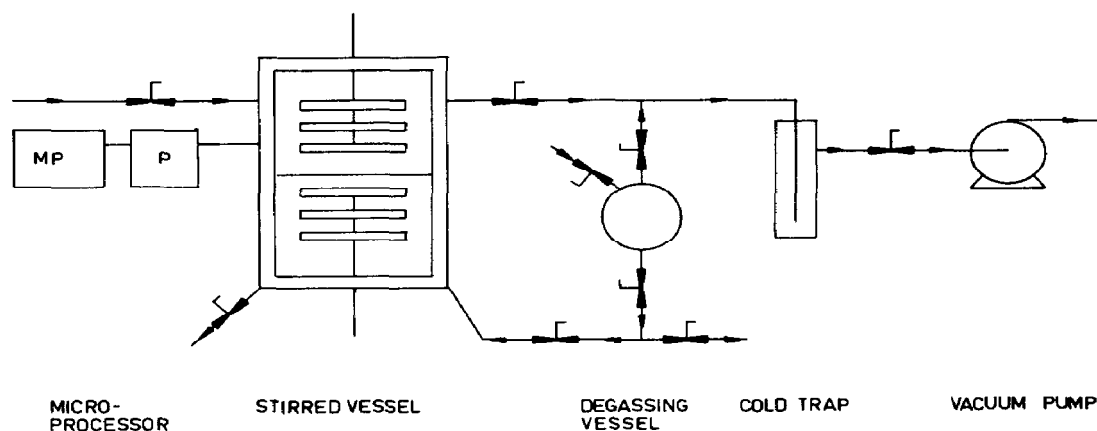 MP
P
MICRO-
PROCESSOR
STIRRED VESSEL
DEGASSING
VESSEL
COLD TRAP
VACUUM PUMP